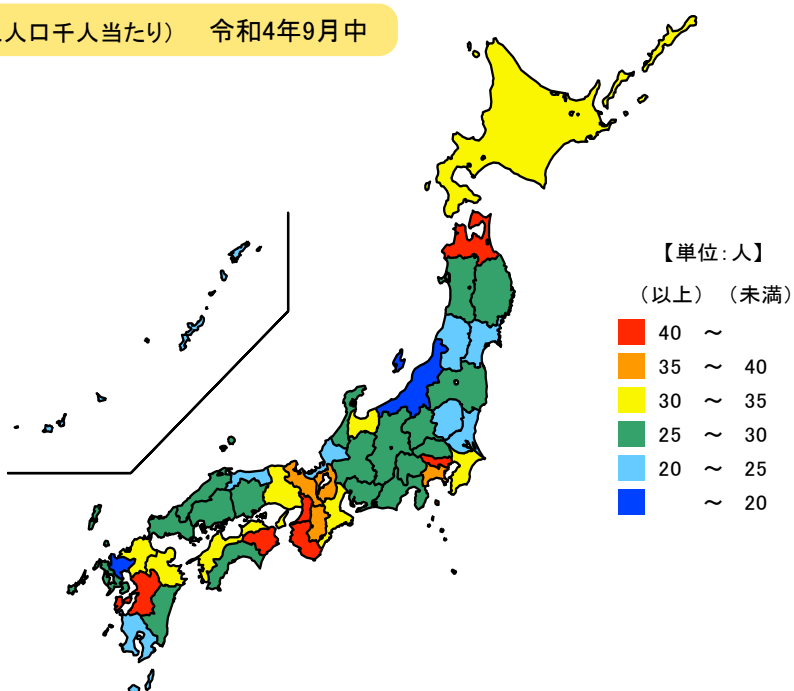 人口千人当たり） 令和4年9月中
【単位：人】
（以上）（未満）
40 ～
35 ～ 40
30 ～ 35
25 ～ 30
20 ～ 25
～ 20